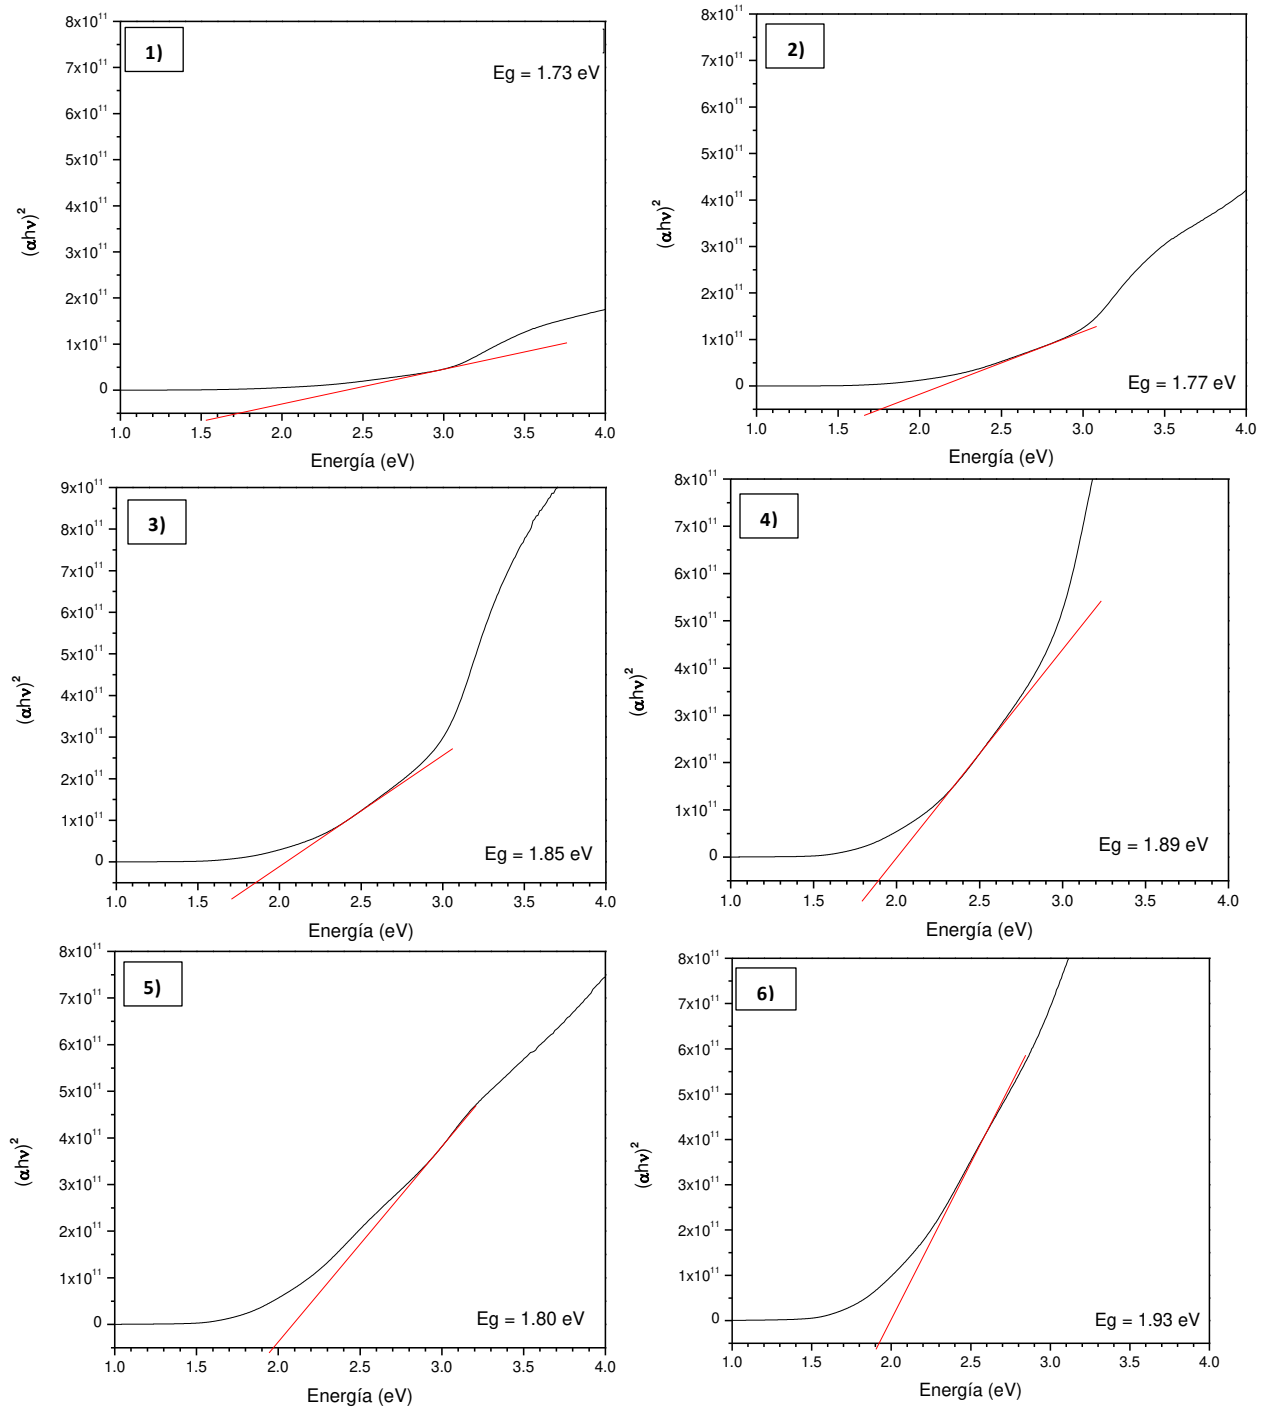 1)
Eg = 1.73 eV
8x10¹¹
7x10¹¹
6x10¹¹
5x10¹¹
4x10¹¹
3x10¹¹
2x10¹¹
1x10¹¹
0
(αhν)²
1.0 1.5 2.0 2.5 3.0 3.5 4.0
Energía (eV)
2)
Eg = 1.77 eV
8x10¹¹
7x10¹¹
6x10¹¹
5x10¹¹
4x10¹¹
3x10¹¹
2x10¹¹
1x10¹¹
0
(αhν)²
1.0 1.5 2.0 2.5 3.0 3.5 4.0
Energía (eV)
3)
Eg = 1.85 eV
9x10¹¹
8x10¹¹
7x10¹¹
6x10¹¹
5x10¹¹
4x10¹¹
3x10¹¹
2x10¹¹
1x10¹¹
0
(αhν)²
1.0 1.5 2.0 2.5 3.0 3.5 4.0
Energía (eV)
4)
Eg = 1.89 eV
8x10¹¹
7x10¹¹
6x10¹¹
5x10¹¹
4x10¹¹
3x10¹¹
2x10¹¹
1x10¹¹
0
(αhν)²
1.0 1.5 2.0 2.5 3.0 3.5 4.0
Energía (eV)
5)
Eg = 1.80 eV
8x10¹¹
7x10¹¹
6x10¹¹
5x10¹¹
4x10¹¹
3x10¹¹
2x10¹¹
1x10¹¹
0
(αhν)²
1.0 1.5 2.0 2.5 3.0 3.5 4.0
Energía (eV)
6)
Eg = 1.93 eV
8x10¹¹
7x10¹¹
6x10¹¹
5x10¹¹
4x10¹¹
3x10¹¹
2x10¹¹
1x10¹¹
0
(αhν)²
1.0 1.5 2.0 2.5 3.0 3.5 4.0
Energía (eV)